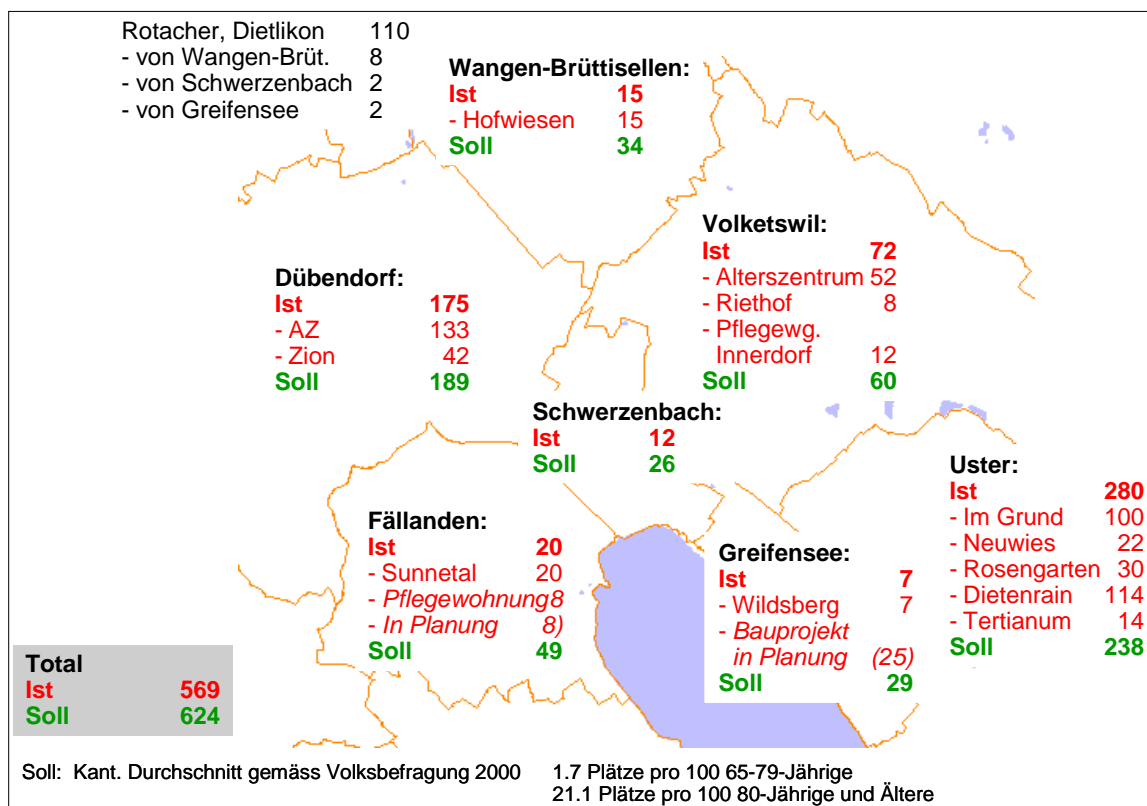 Rotacher, Dietlikon 110
- von Wangen-Brüt. 8
- von Schwerzenbach 2
- von Greifensee 2
Wangen-Brüttisellen:
Ist 15
- Hofwiesen 15
Soll 34
Volketswil:
Ist 72
- Alterszentrum 52
- Riethof 8
- Pflegewg.
Innerdorf 12
Soll 60
Dübendorf:
Ist 175
- AZ 133
- Zion 42
Soll 189
Schwerzenbach:
Ist 12
Soll 26
Uster:
Ist 280
- Im Grund 100
- Neuwies 22
- Rosengarten 30
- Dietenrain 114
- Tertianum 14
Soll 238
Fällanden:
Ist 20
- Sunnetal 20
- Pflegewohnung 8
- In Planung 8)
Soll 49
Greifensee:
Ist 7
- Wildsberg 7
- Bauprojekt
in Planung (25)
Soll 29
Total
Ist 569
Soll 624
Soll: Kant. Durchschnitt gemäss Volksbefragung 2000 1.7 Plätze pro 100 65-79-Jährige
21.1 Plätze pro 100 80-Jährige und Ältere